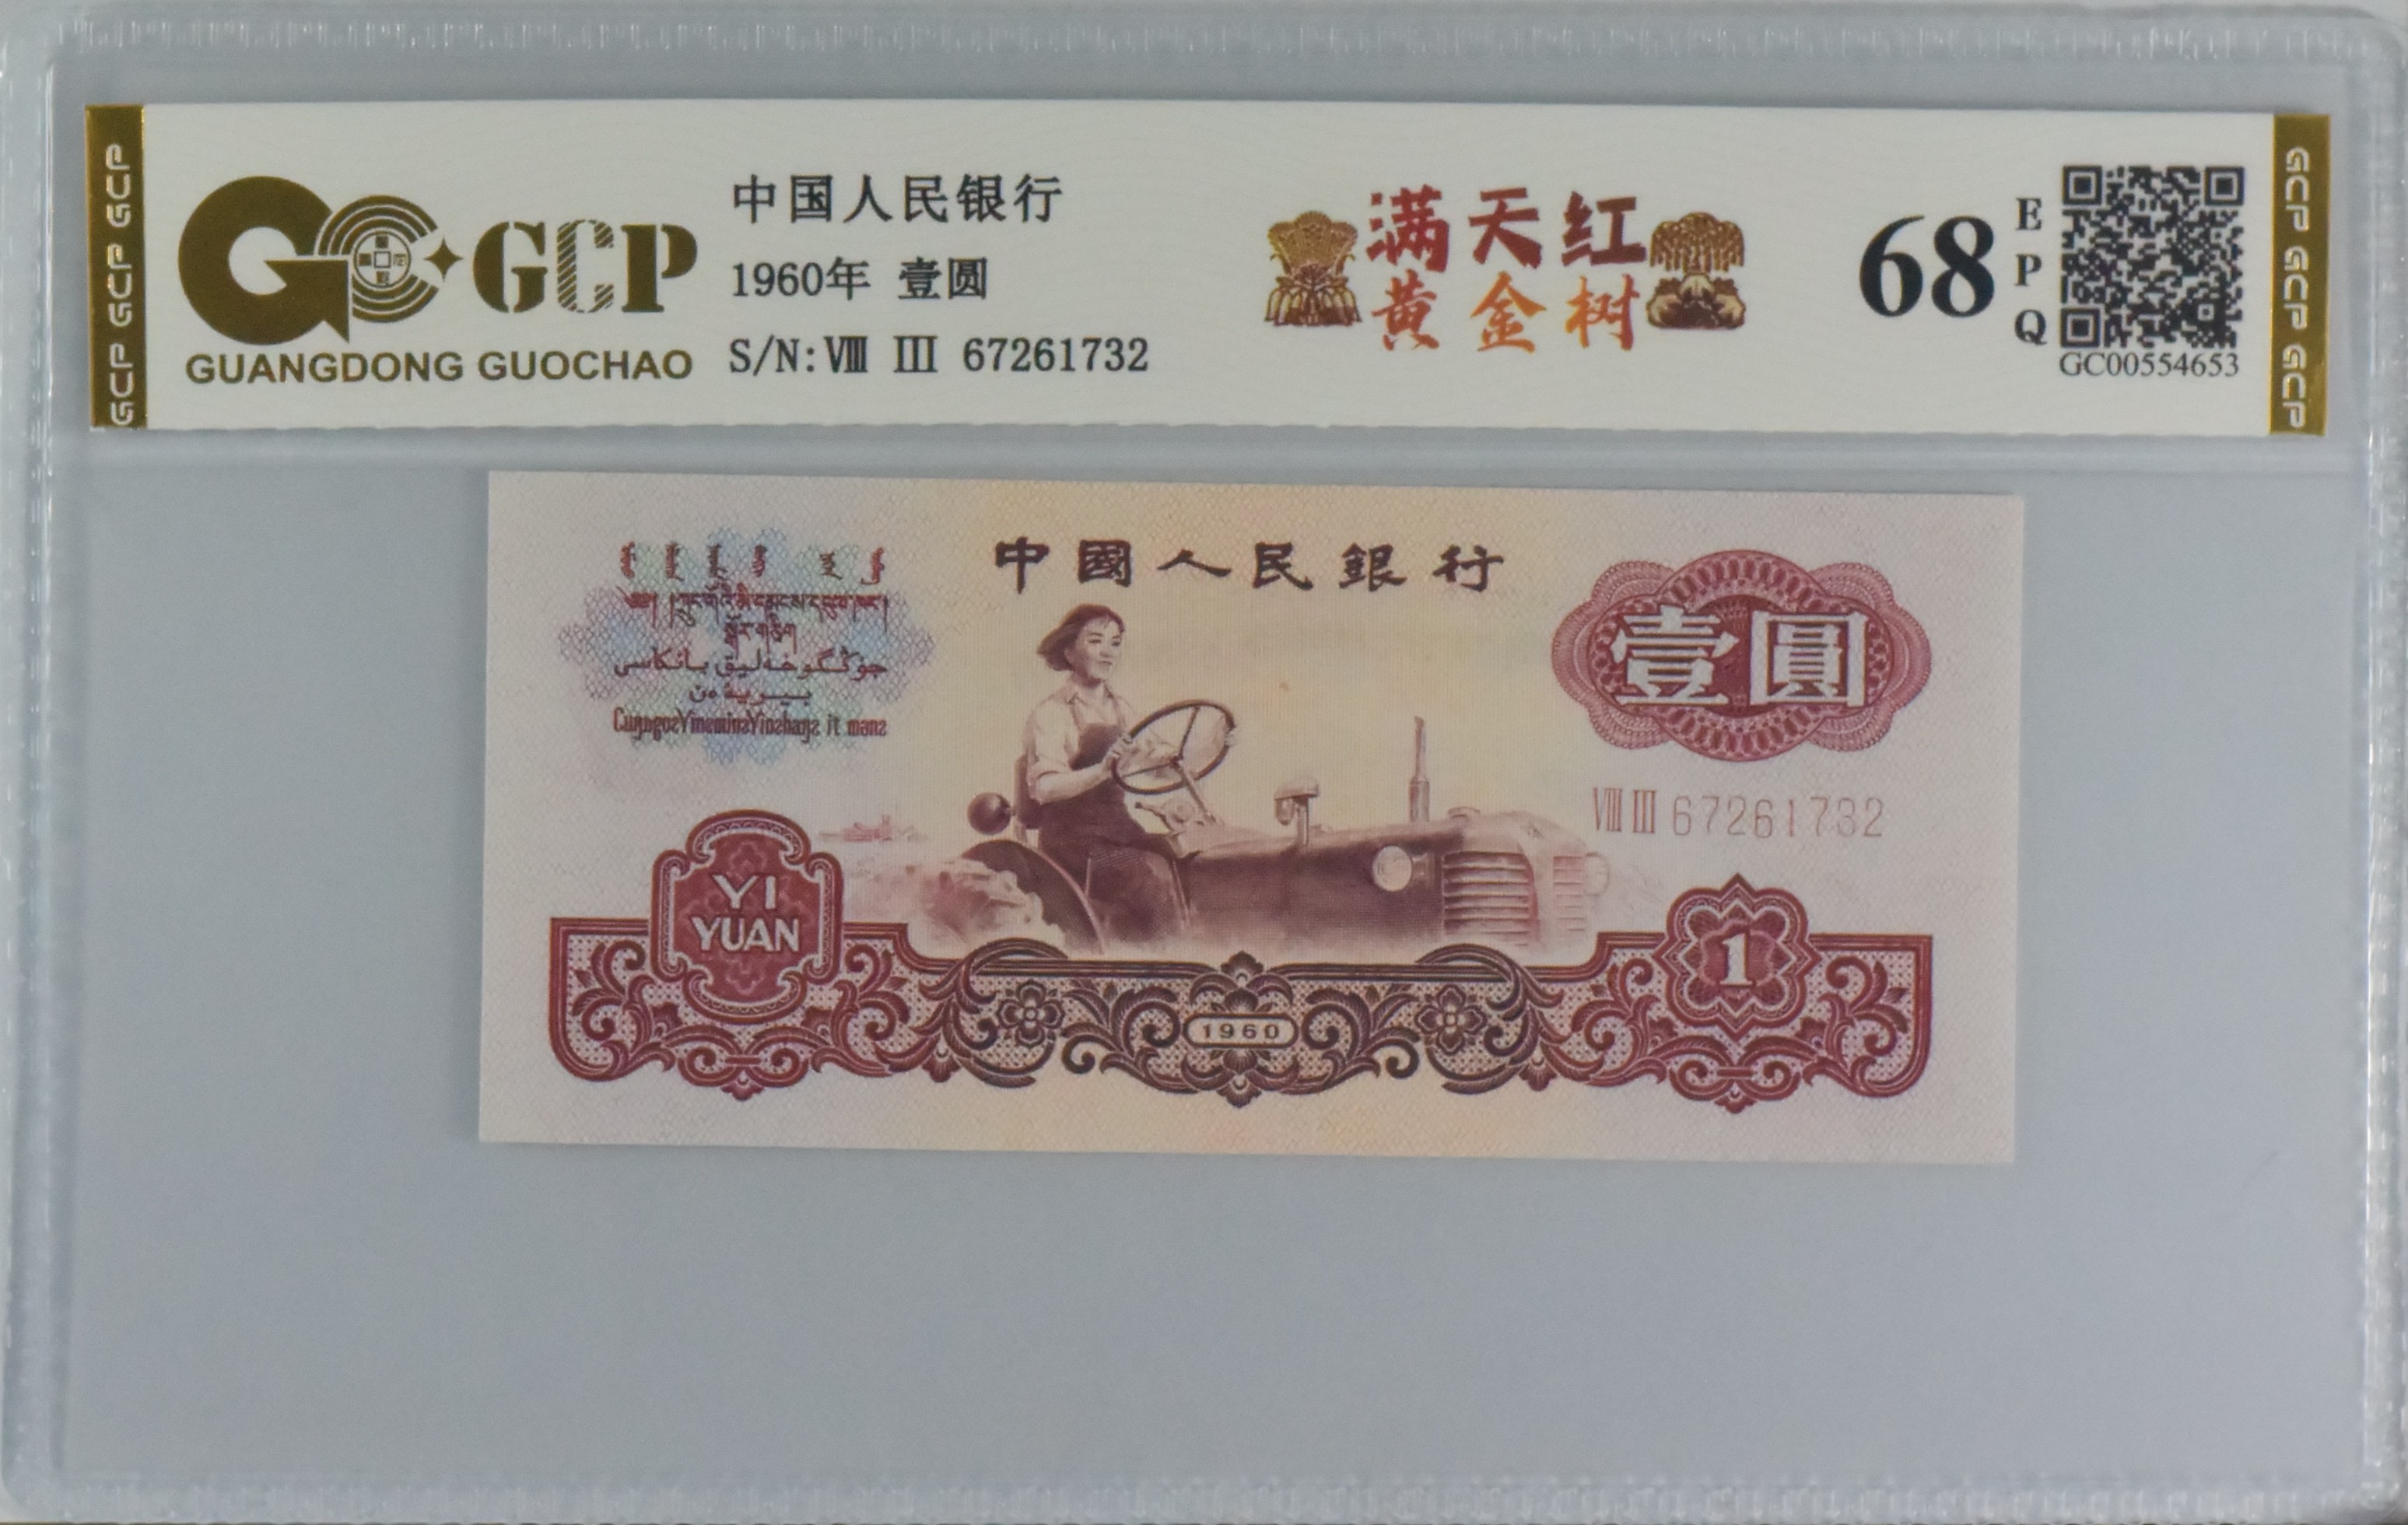 GCP GCP GCP
GCP
GUANGDONG GUOCHAO
中国人民银行
1960年 壹圆
S/N: Ⅷ Ⅲ 67261732
满天红
黄金树
68
E
P
Q
GC00554653
GCP GCP GCP
中國人民銀行
壹圓
Ⅷ Ⅲ 67261732
YI
YUAN
1960
1